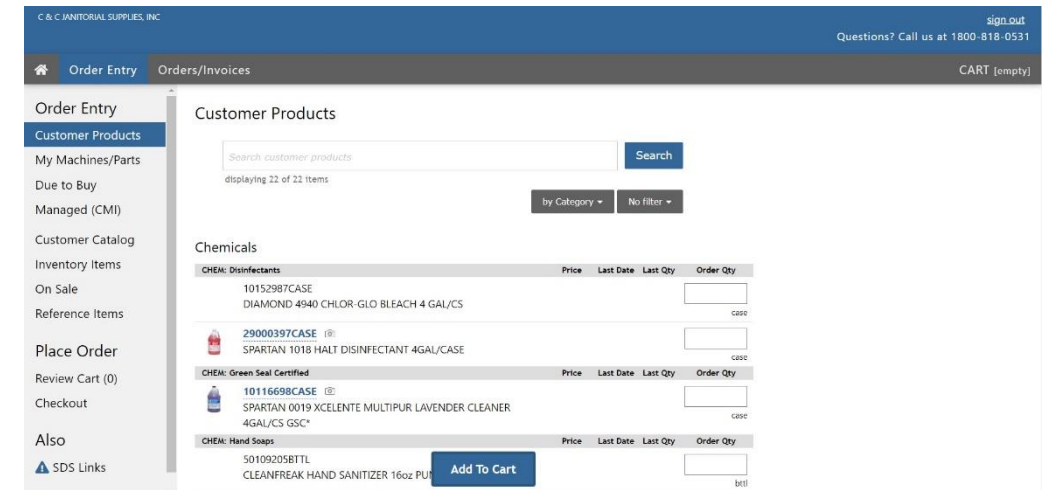 C & C JANITORIAL SUPPLIES, INC
sign out
Questions? Call us at 1800-818-0531
Order Entry Orders/Invoices CART [empty]
Order Entry
Customer Products
My Machines/Parts
Due to Buy
Managed (CMI)
Customer Catalog
Inventory Items
On Sale
Reference Items
Place Order
Review Cart (0)
Checkout
Also
SDS Links
Customer Products
Search customer products Search
displaying 22 of 22 items
by Category No filter
Chemicals
CHEM: Disinfectants Price Last Date Last Qty Order Qty
10152987CASE
DIAMOND 4940 CHLOR-GLO BLEACH 4 GAL/CS
case
29000397CASE
SPARTAN 1018 HALT DISINFECTANT 4GAL/CASE
case
CHEM: Green Seal Certified Price Last Date Last Qty Order Qty
10116698CASE
SPARTAN 0019 XCELENTE MULTIPUR LAVENDER CLEANER
4GAL/CS GSC*
case
CHEM: Hand Soaps Price Last Date Last Qty Order Qty
50109205BTTL
CLEANFREAK HAND SANITIZER 16oz
Add To Cart
bttl